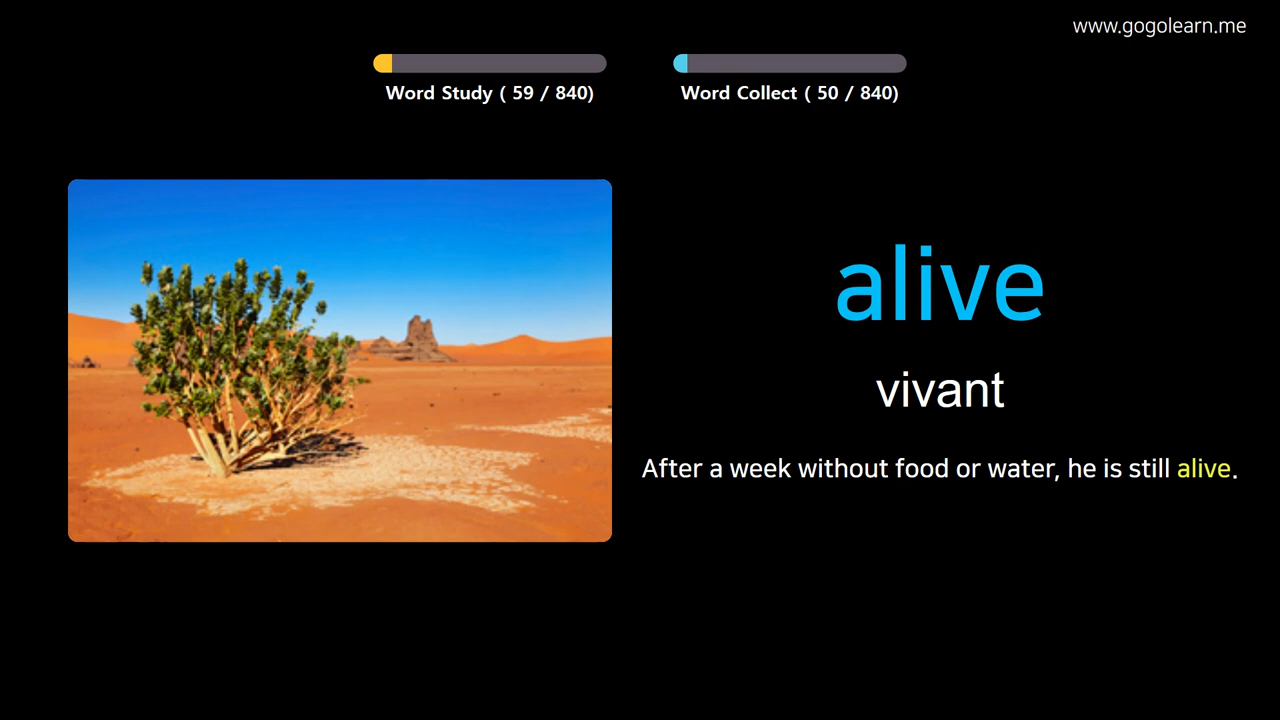 www.gogolearn.me
Word Study ( 59 / 840)
Word Collect ( 50 / 840)
alive
vivant
After a week without food or water, he is still alive.